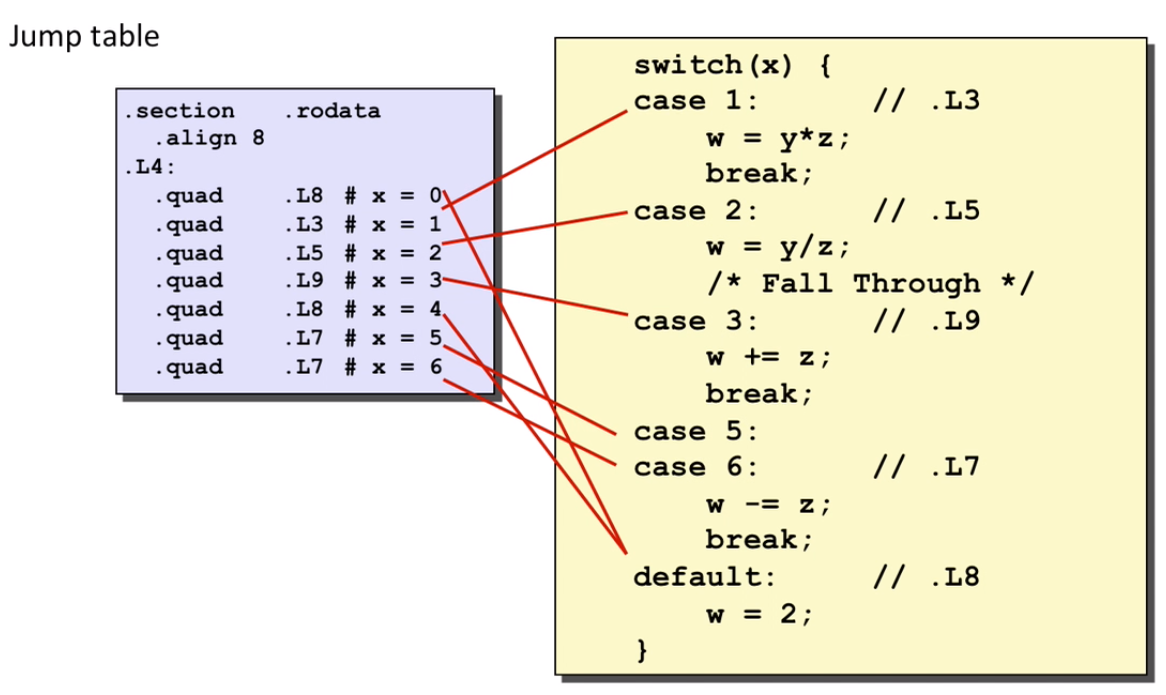 Jump table
.section .rodata
.align 8
.L4:
.quad .L8 # x = 0
.quad .L3 # x = 1
.quad .L5 # x = 2
.quad .L9 # x = 3
.quad .L8 # x = 4
.quad .L7 # x = 5
.quad .L7 # x = 6
switch(x) {
case 1: // .L3
w = y*z;
break;
case 2: // .L5
w = y/z;
/* Fall Through */
case 3: // .L9
w += z;
break;
case 5:
case 6: // .L7
w -= z;
break;
default: // .L8
w = 2;
}